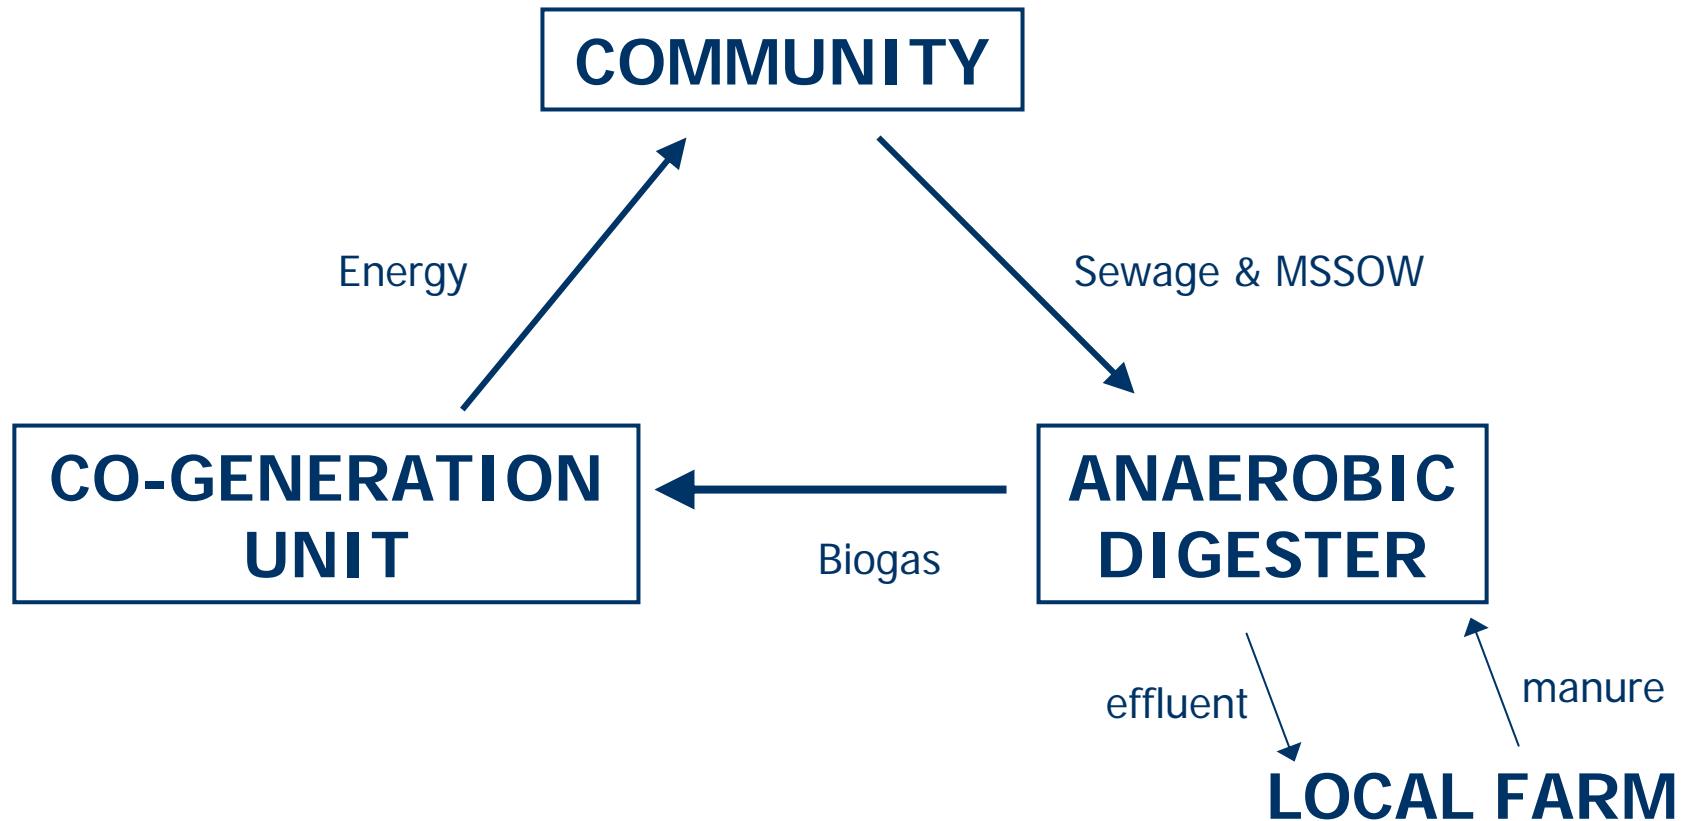 COMMUNITY
Energy
Sewage & MSSOW
CO-GENERATION
UNIT
Biogas
ANAEROBIC
DIGESTER
effluent
manure
LOCAL FARM